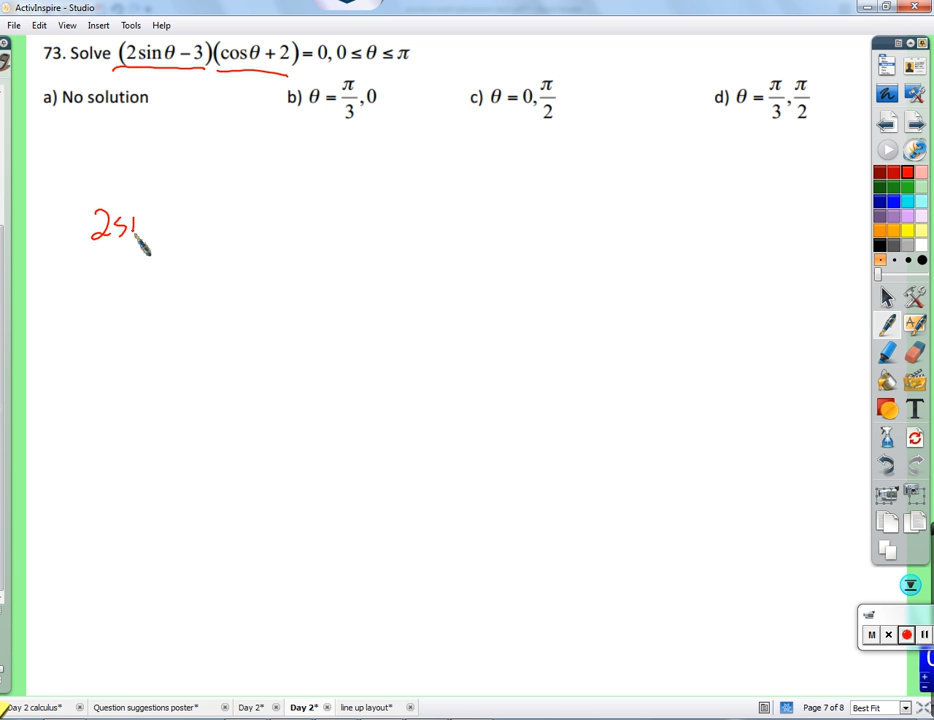 ActivInspire - Studio
File Edit View Insert Tools Help
73. Solve (2sinθ − 3)(cosθ + 2) = 0, 0 ≤ θ ≤ π
a) No solution b) θ = π/3, 0 c) θ = 0, π/2 d) θ = π/3, π/2
2si
M
Day 2 calculus* Question suggestions poster* Day 2* Day 2* line up layout* Page 7 of 8 Best Fit